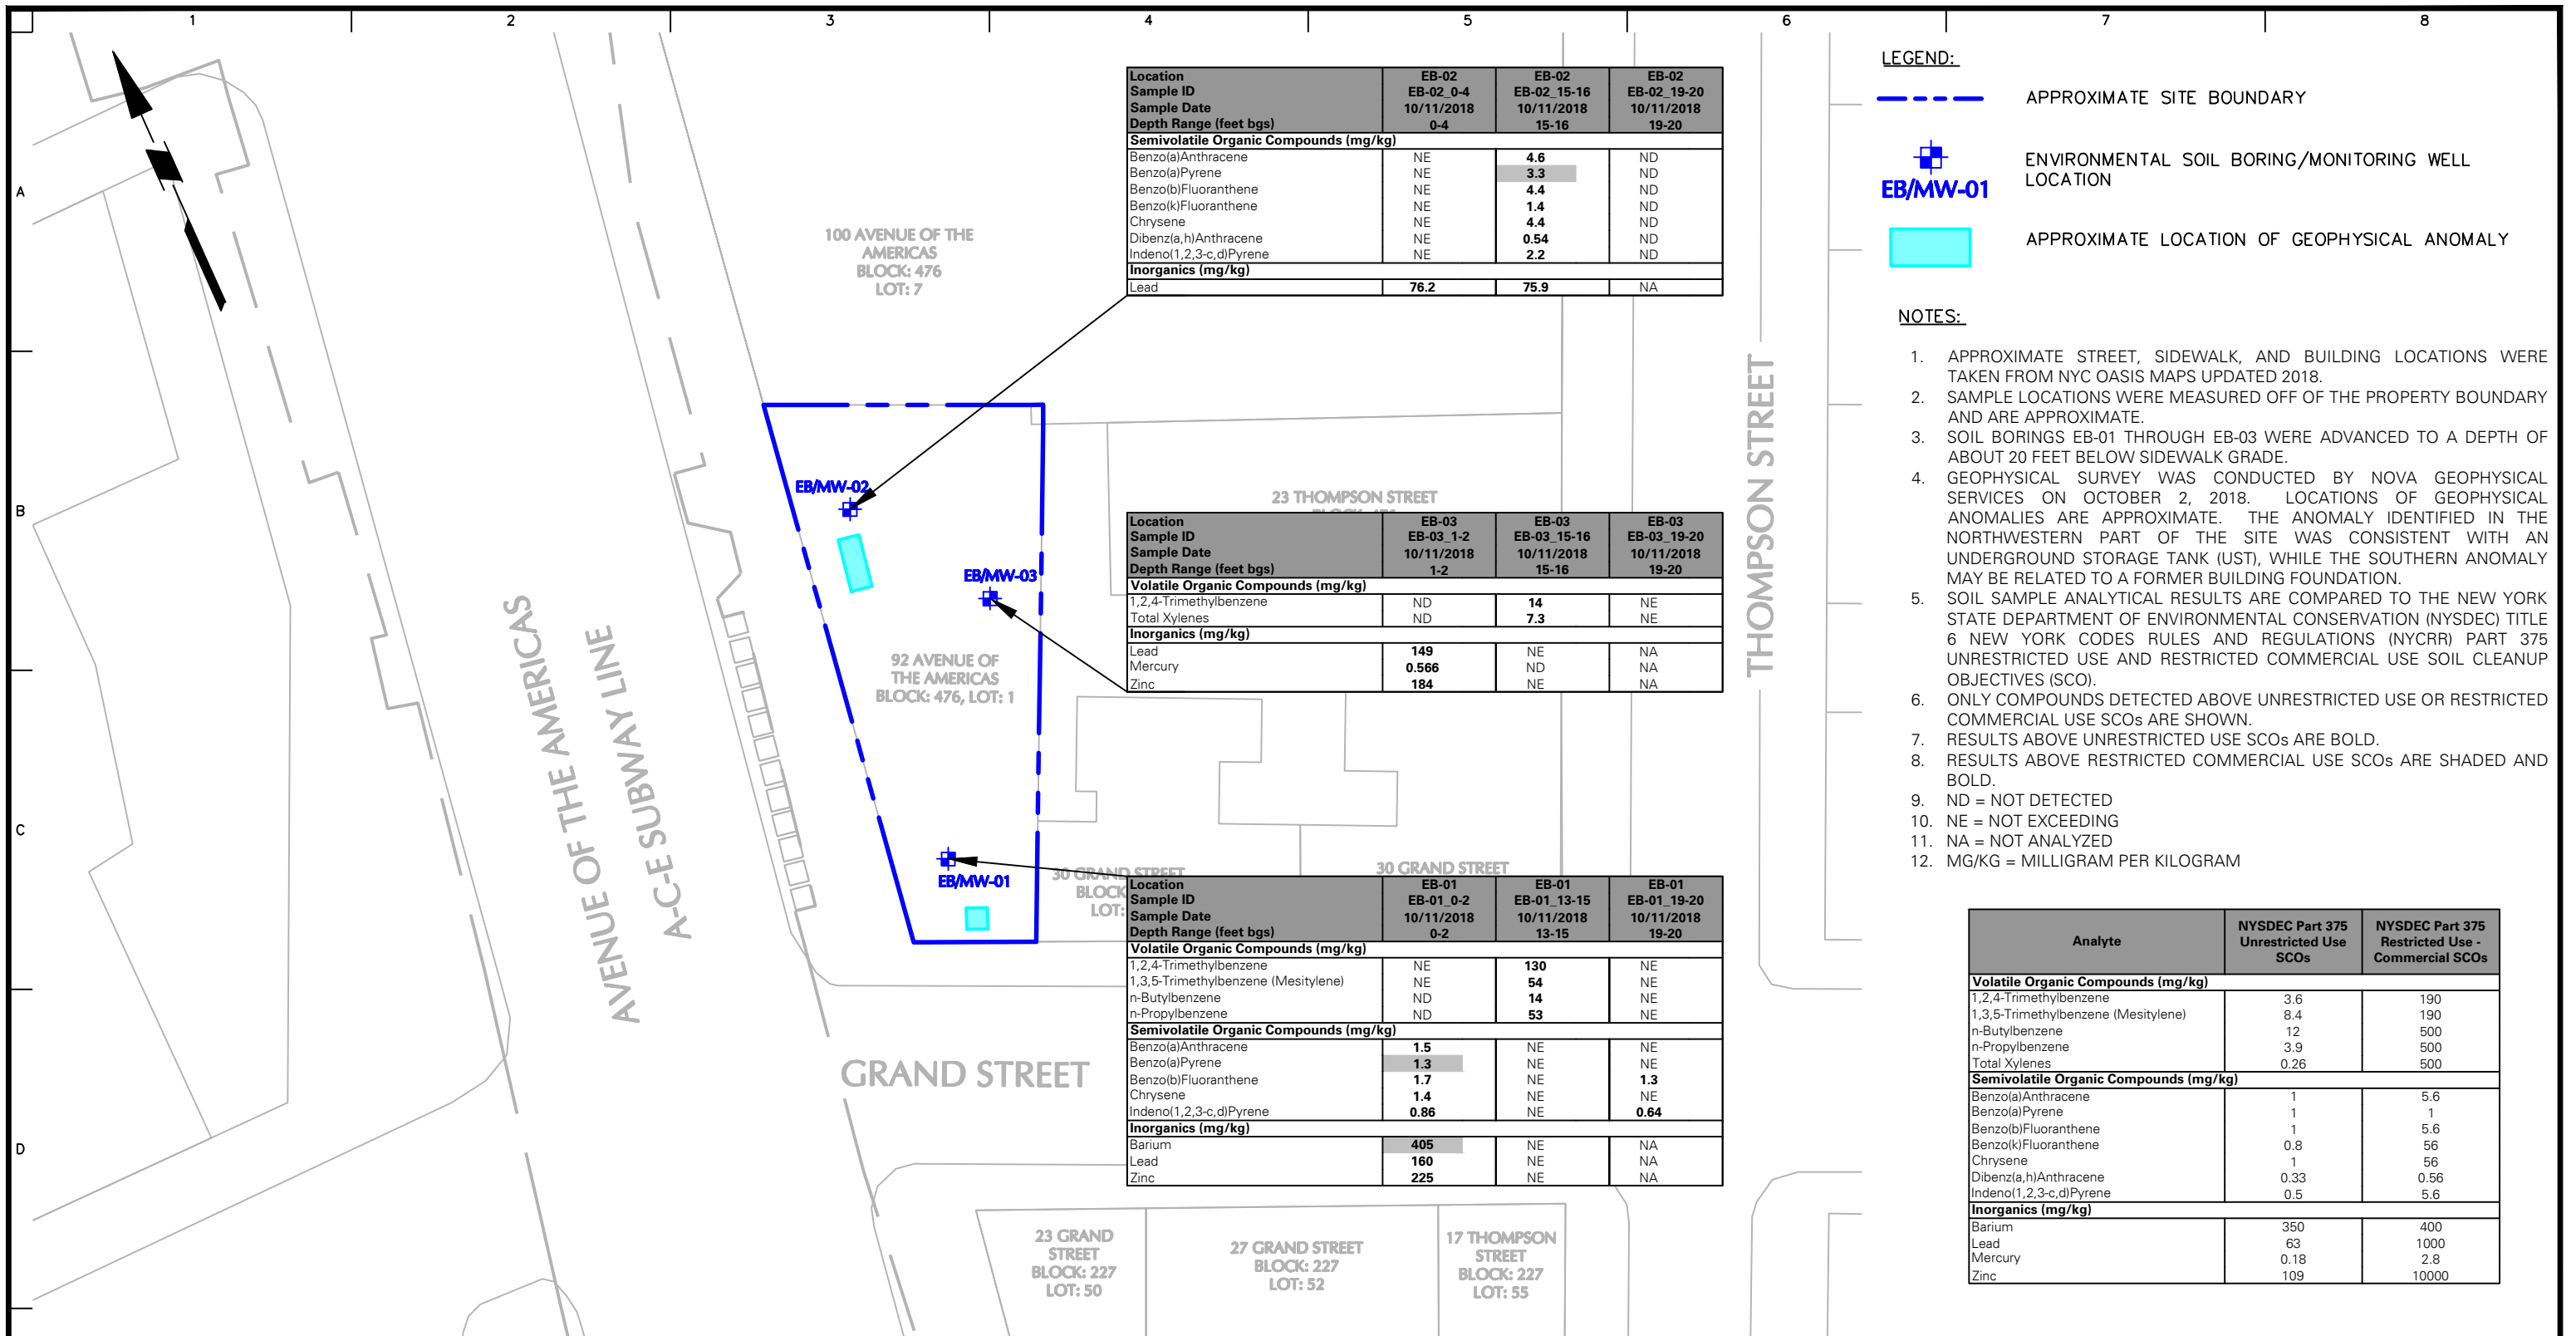 1 2 3 4 5 6 7 8
A
B
C
D
100 AVENUE OF THE
AMERICAS
BLOCK: 476
LOT: 7
Location EB-02 EB-02 EB-02
Sample ID EB-02_0-4 EB-02_15-16 EB-02_19-20
Sample Date 10/11/2018 10/11/2018 10/11/2018
Depth Range (feet bgs) 0-4 15-16 19-20
Semivolatile Organic Compounds (mg/kg)
Benzo(a)Anthracene NE 4.6 ND
Benzo(a)Pyrene NE 3.3 ND
Benzo(b)Fluoranthene NE 4.4 ND
Benzo(k)Fluoranthene NE 1.4 ND
Chrysene NE 4.4 ND
Dibenz(a,h)Anthracene NE 0.54 ND
Indeno(1,2,3-c,d)Pyrene NE 2.2 ND
Inorganics (mg/kg)
Lead 76.2 75.9 NA
EB/MW-02
EB/MW-03
92 AVENUE OF
THE AMERICAS
BLOCK: 476, LOT: 1
EB/MW-01
23 THOMPSON STREET
Location EB-03 EB-03 EB-03
Sample ID EB-03_1-2 EB-03_15-16 EB-03_19-20
Sample Date 10/11/2018 10/11/2018 10/11/2018
Depth Range (feet bgs) 1-2 15-16 19-20
Volatile Organic Compounds (mg/kg)
1,2,4-Trimethylbenzene ND 14 NE
Total Xylenes ND 7.3 NE
Inorganics (mg/kg)
Lead 149 NE NA
Mercury 0.566 ND NA
Zinc 184 NE NA
AVENUE OF THE AMERICAS
A-C-E SUBWAY LINE
THOMPSON STREET
30 GRAND STREET
BLOCK
LOT:
30 GRAND STREET
Location EB-01 EB-01 EB-01
Sample ID EB-01_0-2 EB-01_13-15 EB-01_19-20
Sample Date 10/11/2018 10/11/2018 10/11/2018
Depth Range (feet bgs) 0-2 13-15 19-20
Volatile Organic Compounds (mg/kg)
1,2,4-Trimethylbenzene NE 130 NE
1,3,5-Trimethylbenzene (Mesitylene) NE 54 NE
n-Butylbenzene ND 14 NE
n-Propylbenzene ND 53 NE
Semivolatile Organic Compounds (mg/kg)
Benzo(a)Anthracene 1.5 NE NE
Benzo(a)Pyrene 1.3 NE NE
Benzo(b)Fluoranthene 1.7 NE 1.3
Chrysene 1.4 NE NE
Indeno(1,2,3-c,d)Pyrene 0.86 NE 0.64
Inorganics (mg/kg)
Barium 405 NE NA
Lead 160 NE NA
Zinc 225 NE NA
GRAND STREET
23 GRAND
STREET
BLOCK: 227
LOT: 50
27 GRAND STREET
BLOCK: 227
LOT: 52
17 THOMPSON
STREET
BLOCK: 227
LOT: 55
LEGEND:
APPROXIMATE SITE BOUNDARY
EB/MW-01
ENVIRONMENTAL SOIL BORING/MONITORING WELL
LOCATION
APPROXIMATE LOCATION OF GEOPHYSICAL ANOMALY
NOTES:
1. APPROXIMATE STREET, SIDEWALK, AND BUILDING LOCATIONS WERE
TAKEN FROM NYC OASIS MAPS UPDATED 2018.
2. SAMPLE LOCATIONS WERE MEASURED OFF OF THE PROPERTY BOUNDARY
AND ARE APPROXIMATE.
3. SOIL BORINGS EB-01 THROUGH EB-03 WERE ADVANCED TO A DEPTH OF
ABOUT 20 FEET BELOW SIDEWALK GRADE.
4. GEOPHYSICAL SURVEY WAS CONDUCTED BY NOVA GEOPHYSICAL
SERVICES ON OCTOBER 2, 2018. LOCATIONS OF GEOPHYSICAL
ANOMALIES ARE APPROXIMATE. THE ANOMALY IDENTIFIED IN THE
NORTHWESTERN PART OF THE SITE WAS CONSISTENT WITH AN
UNDERGROUND STORAGE TANK (UST), WHILE THE SOUTHERN ANOMALY
MAY BE RELATED TO A FORMER BUILDING FOUNDATION.
5. SOIL SAMPLE ANALYTICAL RESULTS ARE COMPARED TO THE NEW YORK
STATE DEPARTMENT OF ENVIRONMENTAL CONSERVATION (NYSDEC) TITLE
6 NEW YORK CODES RULES AND REGULATIONS (NYCRR) PART 375
UNRESTRICTED USE AND RESTRICTED COMMERCIAL USE SOIL CLEANUP
OBJECTIVES (SCO).
6. ONLY COMPOUNDS DETECTED ABOVE UNRESTRICTED USE OR RESTRICTED
COMMERCIAL USE SCOs ARE SHOWN.
7. RESULTS ABOVE UNRESTRICTED USE SCOs ARE BOLD.
8. RESULTS ABOVE RESTRICTED COMMERCIAL USE SCOs ARE SHADED AND
BOLD.
9. ND = NOT DETECTED
10. NE = NOT EXCEEDING
11. NA = NOT ANALYZED
12. MG/KG = MILLIGRAM PER KILOGRAM
Analyte NYSDEC Part 375 Unrestricted Use SCOs NYSDEC Part 375 Restricted Use - Commercial SCOs
Volatile Organic Compounds (mg/kg)
1,2,4-Trimethylbenzene 3.6 190
1,3,5-Trimethylbenzene (Mesitylene) 8.4 190
n-Butylbenzene 12 500
n-Propylbenzene 3.9 500
Total Xylenes 0.26 500
Semivolatile Organic Compounds (mg/kg)
Benzo(a)Anthracene 1 5.6
Benzo(a)Pyrene 1 1
Benzo(b)Fluoranthene 1 5.6
Benzo(k)Fluoranthene 0.8 56
Chrysene 1 56
Dibenz(a,h)Anthracene 0.33 0.56
Indeno(1,2,3-c,d)Pyrene 0.5 5.6
Inorganics (mg/kg)
Barium 350 400
Lead 63 1000
Mercury 0.18 2.8
Zinc 109 10000